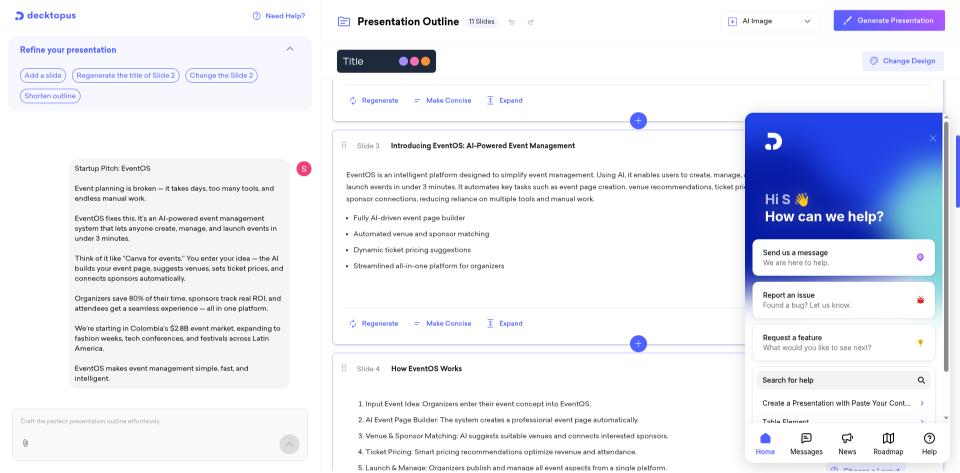 decktopus
Need Help?
Refine your presentation
Add a slide
Regenerate the title of Slide 2
Change the Slide 2
Shorten outline
Startup Pitch: EventOS
Event planning is broken — it takes days, too many tools, and
endless manual work.
EventOS fixes this. It's an AI-powered event management
system that lets anyone create, manage, and launch events in
under 3 minutes.
Think of it like "Canva for events." You enter your idea — the AI
builds your event page, suggests venues, sets ticket prices, and
connects sponsors automatically.
Organizers save 80% of their time, sponsors track real ROI, and
attendees get a seamless experience — all in one platform.
We're starting in Colombia's $2.8B event market, expanding to
fashion weeks, tech conferences, and festivals across Latin
America.
EventOS makes event management simple, fast, and
intelligent.
S
Draft the perfect presentation outline effortlessly
Presentation Outline
11 Slides
AI Image
Generate Presentation
Title
Change Design
Regenerate
Make Concise
Expand
Slide 3
Introducing EventOS: AI-Powered Event Management
EventOS is an intelligent platform designed to simplify event management. Using AI, it enables users to create, manage,
launch events in under 3 minutes. It automates key tasks such as event page creation, venue recommendations, ticket
sponsor connections, reducing reliance on multiple tools and manual work.
• Fully AI-driven event page builder
• Automated venue and sponsor matching
• Dynamic ticket pricing suggestions
• Streamlined all-in-one platform for organizers
Regenerate
Make Concise
Expand
Slide 4
How EventOS Works
1. Input Event Idea: Organizers enter their event concept into EventOS.
2. AI Event Page Builder: The system creates a professional event page automatically.
3. Venue & Sponsor Matching: AI suggests suitable venues and connects interested sponsors.
4. Ticket Pricing: Smart pricing recommendations optimize revenue and attendance.
5. Launch & Manage: Organizers publish and manage all event aspects from a single platform.
Hi S 👋
How can we help?
Send us a message
We are here to help.
Report an issue
Found a bug? Let us know.
Request a feature
What would you like to see next?
Search for help
Create a Presentation with Paste Your Cont...
Table Element
Home
Messages
News
Roadmap
Help